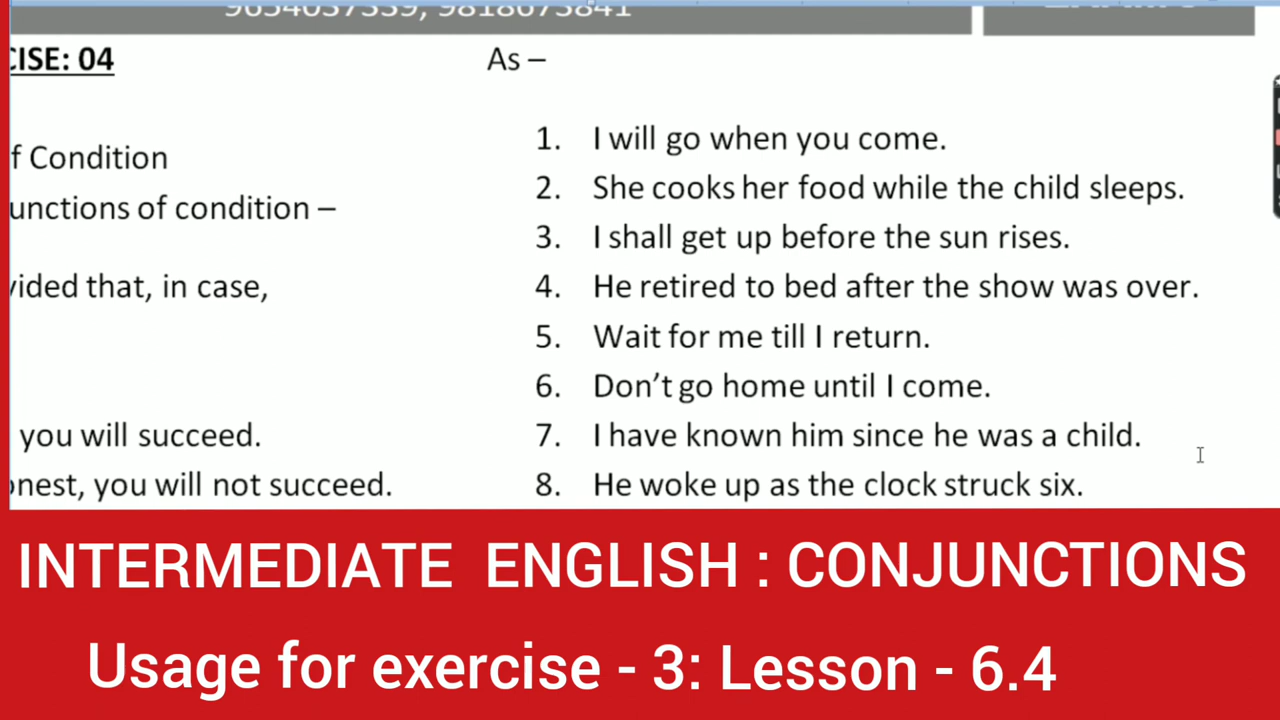 CISE: 04
f Condition
unctions of condition –
vided that, in case,
you will succeed.
onest, you will not succeed.
As –
1. I will go when you come.
2. She cooks her food while the child sleeps.
3. I shall get up before the sun rises.
4. He retired to bed after the show was over.
5. Wait for me till I return.
6. Don't go home until I come.
7. I have known him since he was a child.
8. He woke up as the clock struck six.
INTERMEDIATE ENGLISH : CONJUNCTIONS
Usage for exercise - 3: Lesson - 6.4